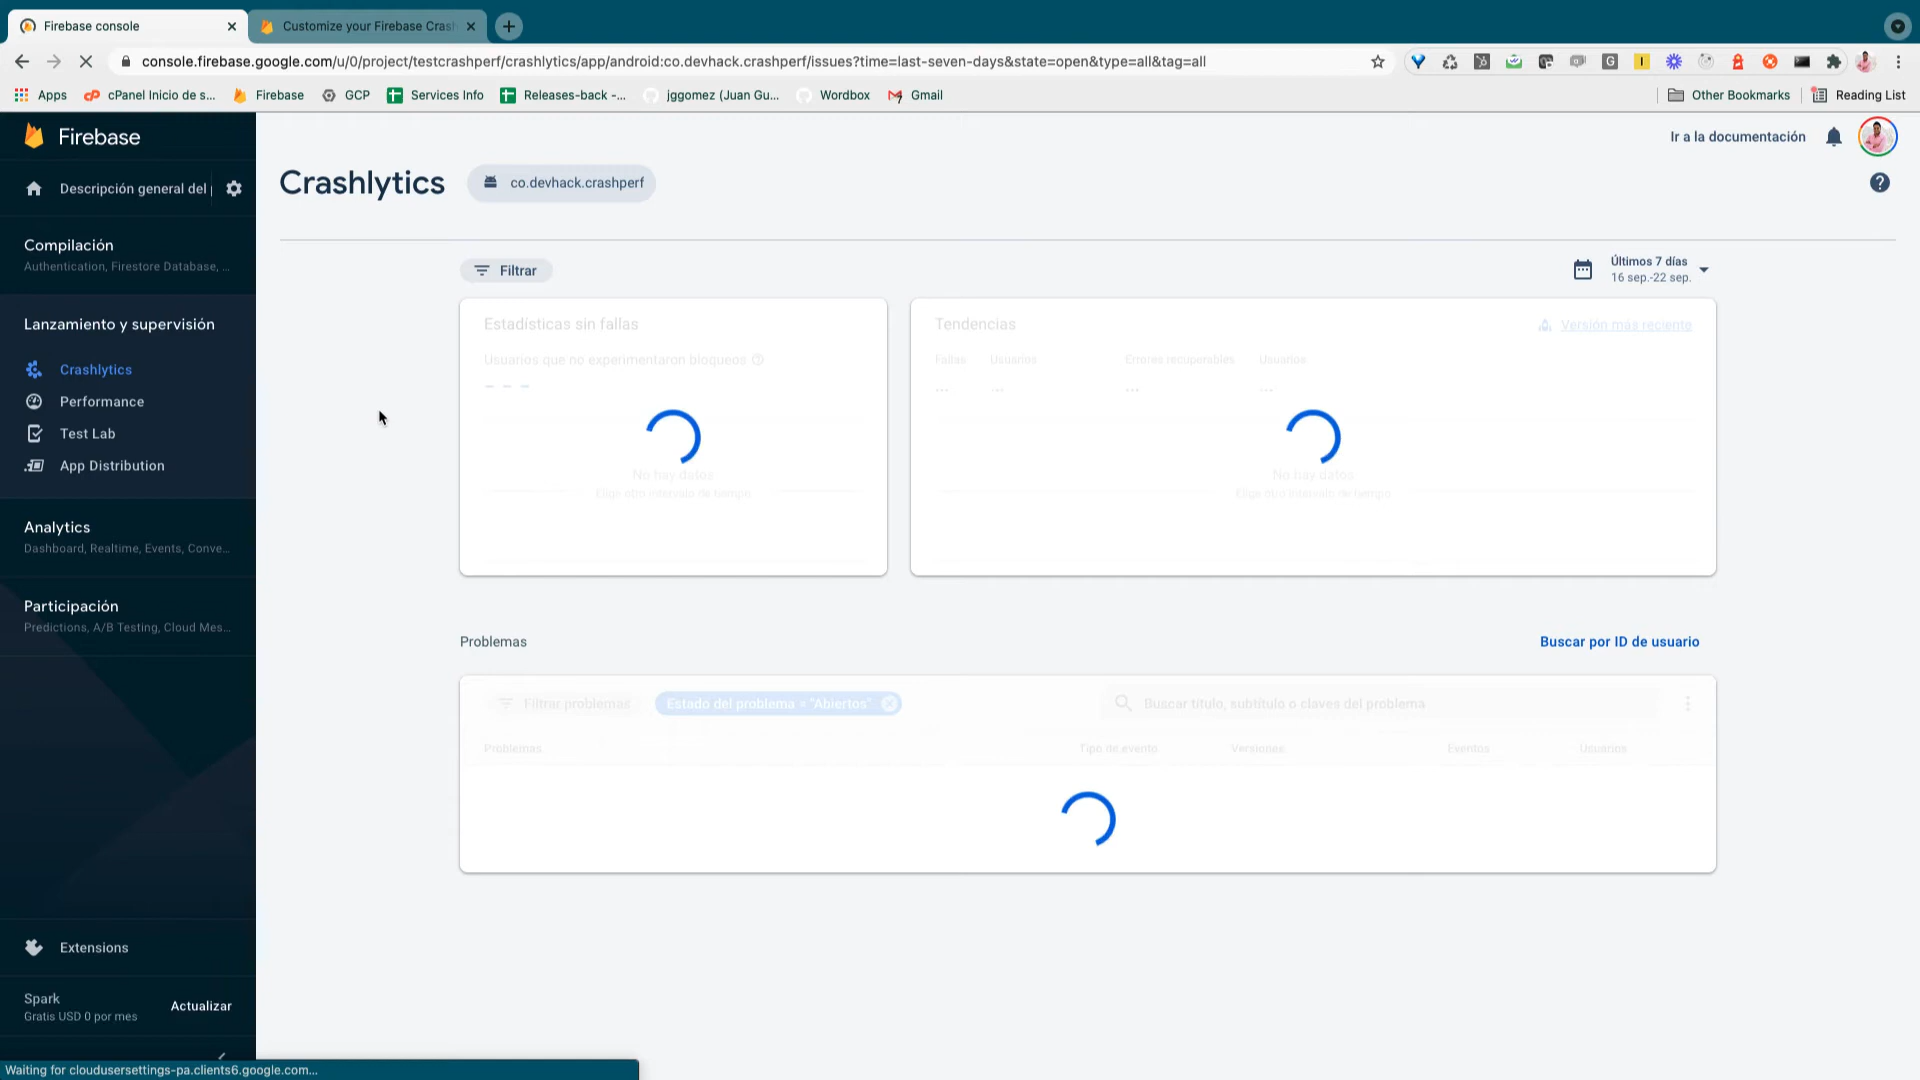 Firebase console
Customize your Firebase Cras
console.firebase.google.com/u/0/project/testcrashperf/crashlytics/app/android:co.devhack.crashperf/issues?time=last-seven-days&state=open&type=all&tag=all
Apps
cPanel Inicio de s...
Firebase
GCP
Services Info
Releases-back -...
jggomez (Juan Gu...
Wordbox
Gmail
Other Bookmarks
Reading List
Firebase
Ir a la documentación
Descripción general del
Crashlytics
co.devhack.crashperf
Compilación
Authentication, Firestore Database, ...
Filtrar
Últimos 7 días
16 sep.-22 sep.
Lanzamiento y supervisión
Crashlytics
Performance
Test Lab
App Distribution
Estadísticas sin fallas
Usuarios que no experimentaron bloqueos
No hay datos
Elige otro intervalo de tiempo
Tendencias
Versión más reciente
Fallas Usuarios Errores recuperables Usuarios
... ... ... ...
No hay datos
Elige otro intervalo de tiempo
Analytics
Dashboard, Realtime, Events, Conve...
Participación
Predictions, A/B Testing, Cloud Mes...
Problemas
Buscar por ID de usuario
Filtrar problemas
Estado del problema = "Abiertos"
Buscar título, subtítulo o claves del problema
Problemas Tipo de evento Versiones Eventos Usuarios
Extensions
Spark
Gratis USD 0 por mes
Actualizar
Waiting for cloudusersettings-pa.clients6.google.com...